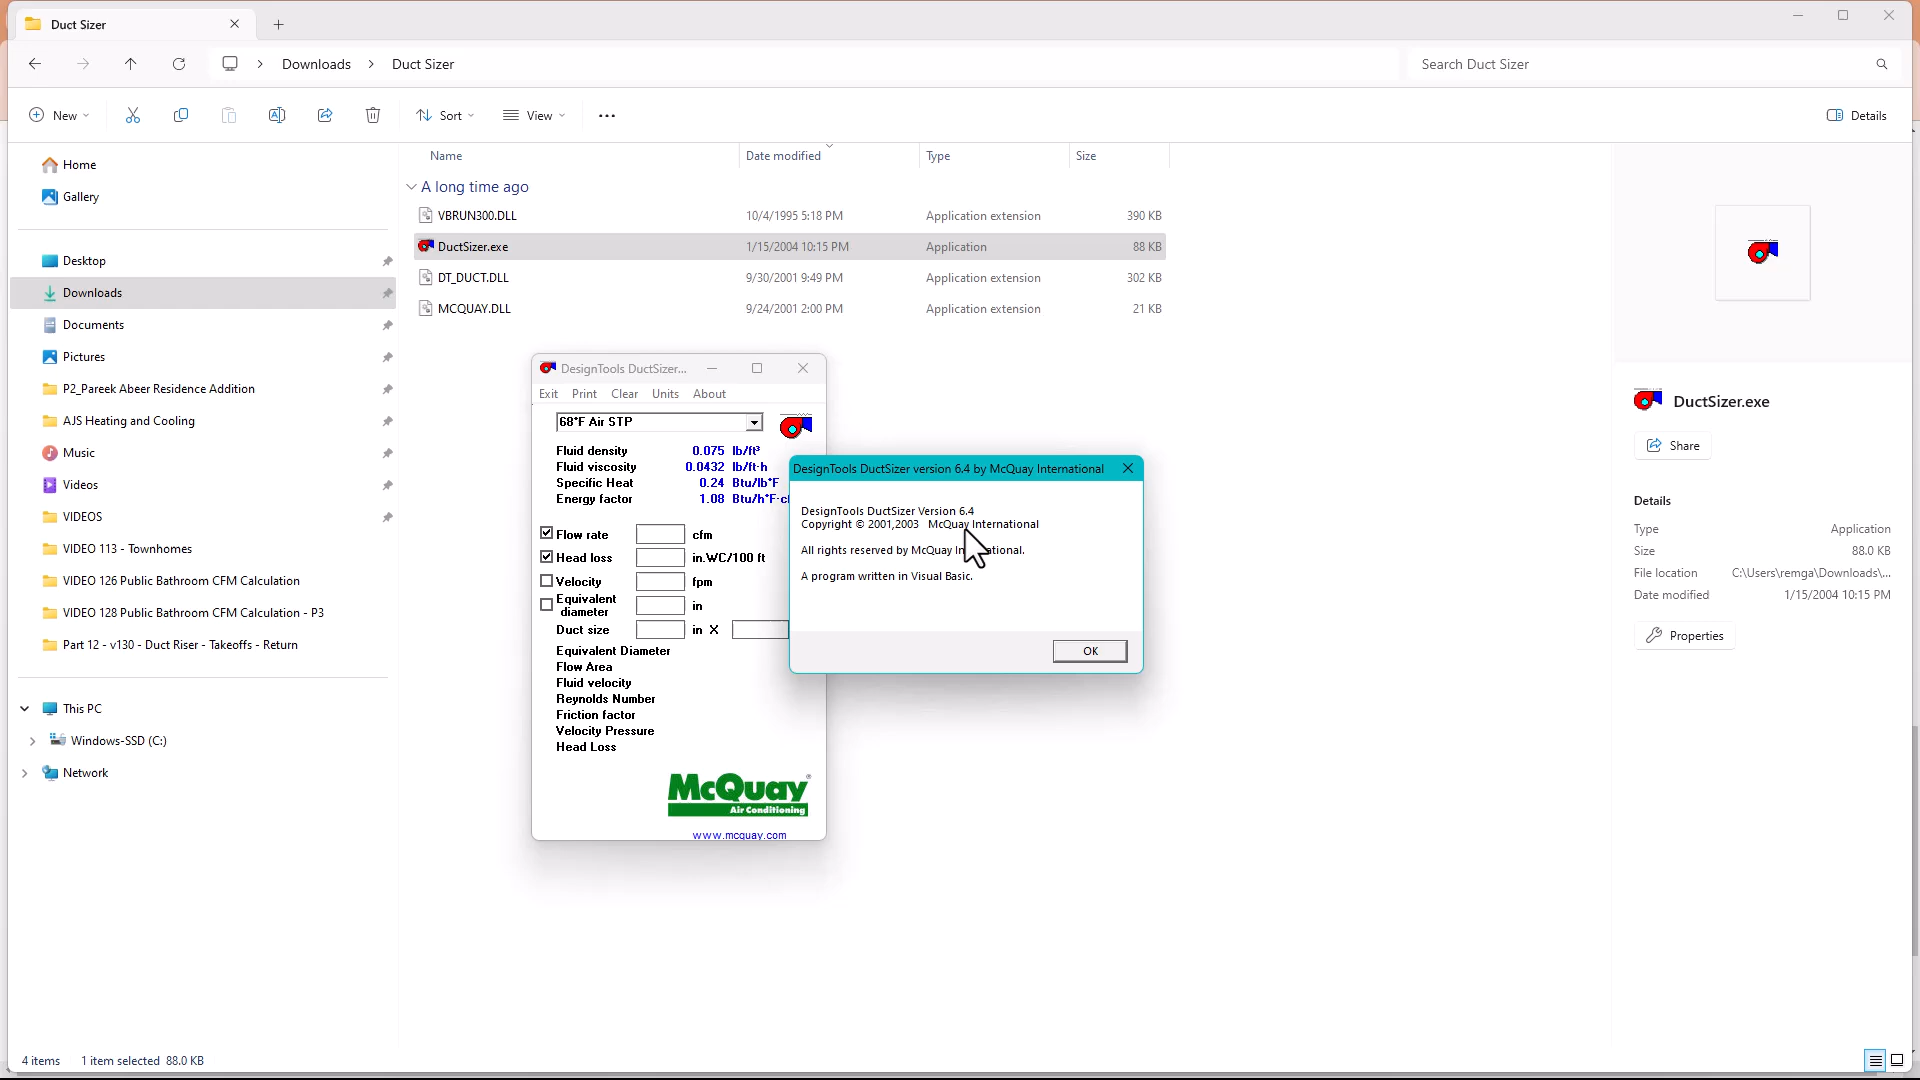 Duct Sizer
Downloads > Duct Sizer
Search Duct Sizer
New
Sort
View
Details
Home
Gallery
Desktop
Downloads
Documents
Pictures
P2_Pareek Abeer Residence Addition
AJS Heating and Cooling
Music
Videos
VIDEOS
VIDEO 113 - Townhomes
VIDEO 126 Public Bathroom CFM Calculation
VIDEO 128 Public Bathroom CFM Calculation - P3
Part 12 - v130 - Duct Riser - Takeoffs - Return
This PC
Windows-SSD (C:)
Network
Name Date modified Type Size
A long time ago
VBRUN300.DLL 10/4/1995 5:18 PM Application extension 390 KB
DuctSizer.exe 1/15/2004 10:15 PM Application 88 KB
DT_DUCT.DLL 9/30/2001 9:49 PM Application extension 302 KB
MCQUAY.DLL 9/24/2001 2:00 PM Application extension 21 KB
DesignTools DuctSizer...
Exit Print Clear Units About
68°F Air STP
Fluid density 0.075 lb/ft³
Fluid viscosity 0.0432 lb/ft-h
Specific Heat 0.24 Btu/lb°F
Energy factor 1.08 Btu/h°F-cf
Flow rate cfm
Head loss in.WC/100 ft
Velocity fpm
Equivalent
diameter in
Duct size in X
Equivalent Diameter
Flow Area
Fluid velocity
Reynolds Number
Friction factor
Velocity Pressure
Head Loss
McQuay®
Air Conditioning
www.mcquay.com
DesignTools DuctSizer version 6.4 by McQuay International
DesignTools DuctSizer Version 6.4
Copyright © 2001,2003 McQuay International
All rights reserved by McQuay International.
A program written in Visual Basic.
OK
DuctSizer.exe
Share
Details
Type Application
Size 88.0 KB
File location C:\Users\remga\Downloads\...
Date modified 1/15/2004 10:15 PM
Properties
4 items 1 item selected 88.0 KB